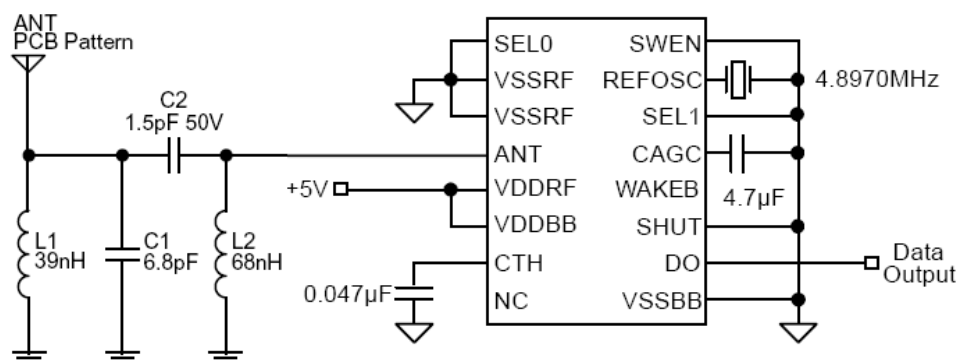 ANT
PCB Pattern
C2
1.5pF 50V
L1
39nH
C1
6.8pF
L2
68nH
+5V
0.047µF
SEL0
VSSRF
VSSRF
ANT
VDDRF
VDDBB
CTH
NC
SWEN
REFOSC
SEL1
CAGC
WAKEB
SHUT
DO
VSSBB
4.8970MHz
4.7µF
Data
Output